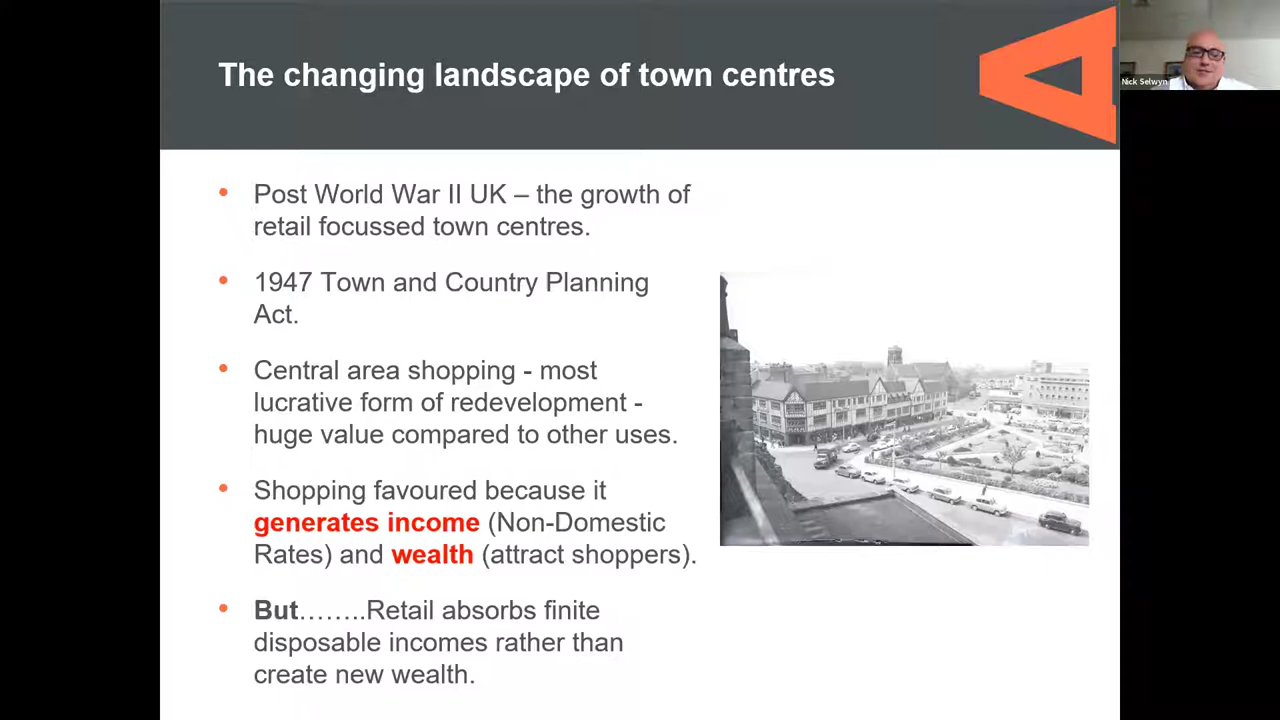 The changing landscape of town centres
Nick Selwyn
• Post World War II UK – the growth of
retail focussed town centres.
• 1947 Town and Country Planning
Act.
• Central area shopping - most
lucrative form of redevelopment -
huge value compared to other uses.
• Shopping favoured because it
generates income (Non-Domestic
Rates) and wealth (attract shoppers).
• But........Retail absorbs finite
disposable incomes rather than
create new wealth.